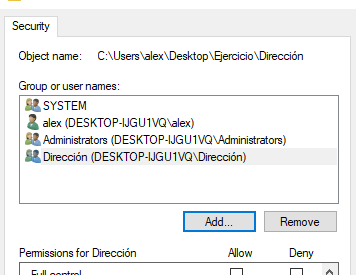 Security
Object name: C:\Users\alex\Desktop\Ejercicio\Dirección
Group or user names:
SYSTEM
alex (DESKTOP-IJGU1VQ\alex)
Administrators (DESKTOP-IJGU1VQ\Administrators)
Dirección (DESKTOP-IJGU1VQ\Dirección)
Add... Remove
Permissions for Dirección Allow Deny
Full control